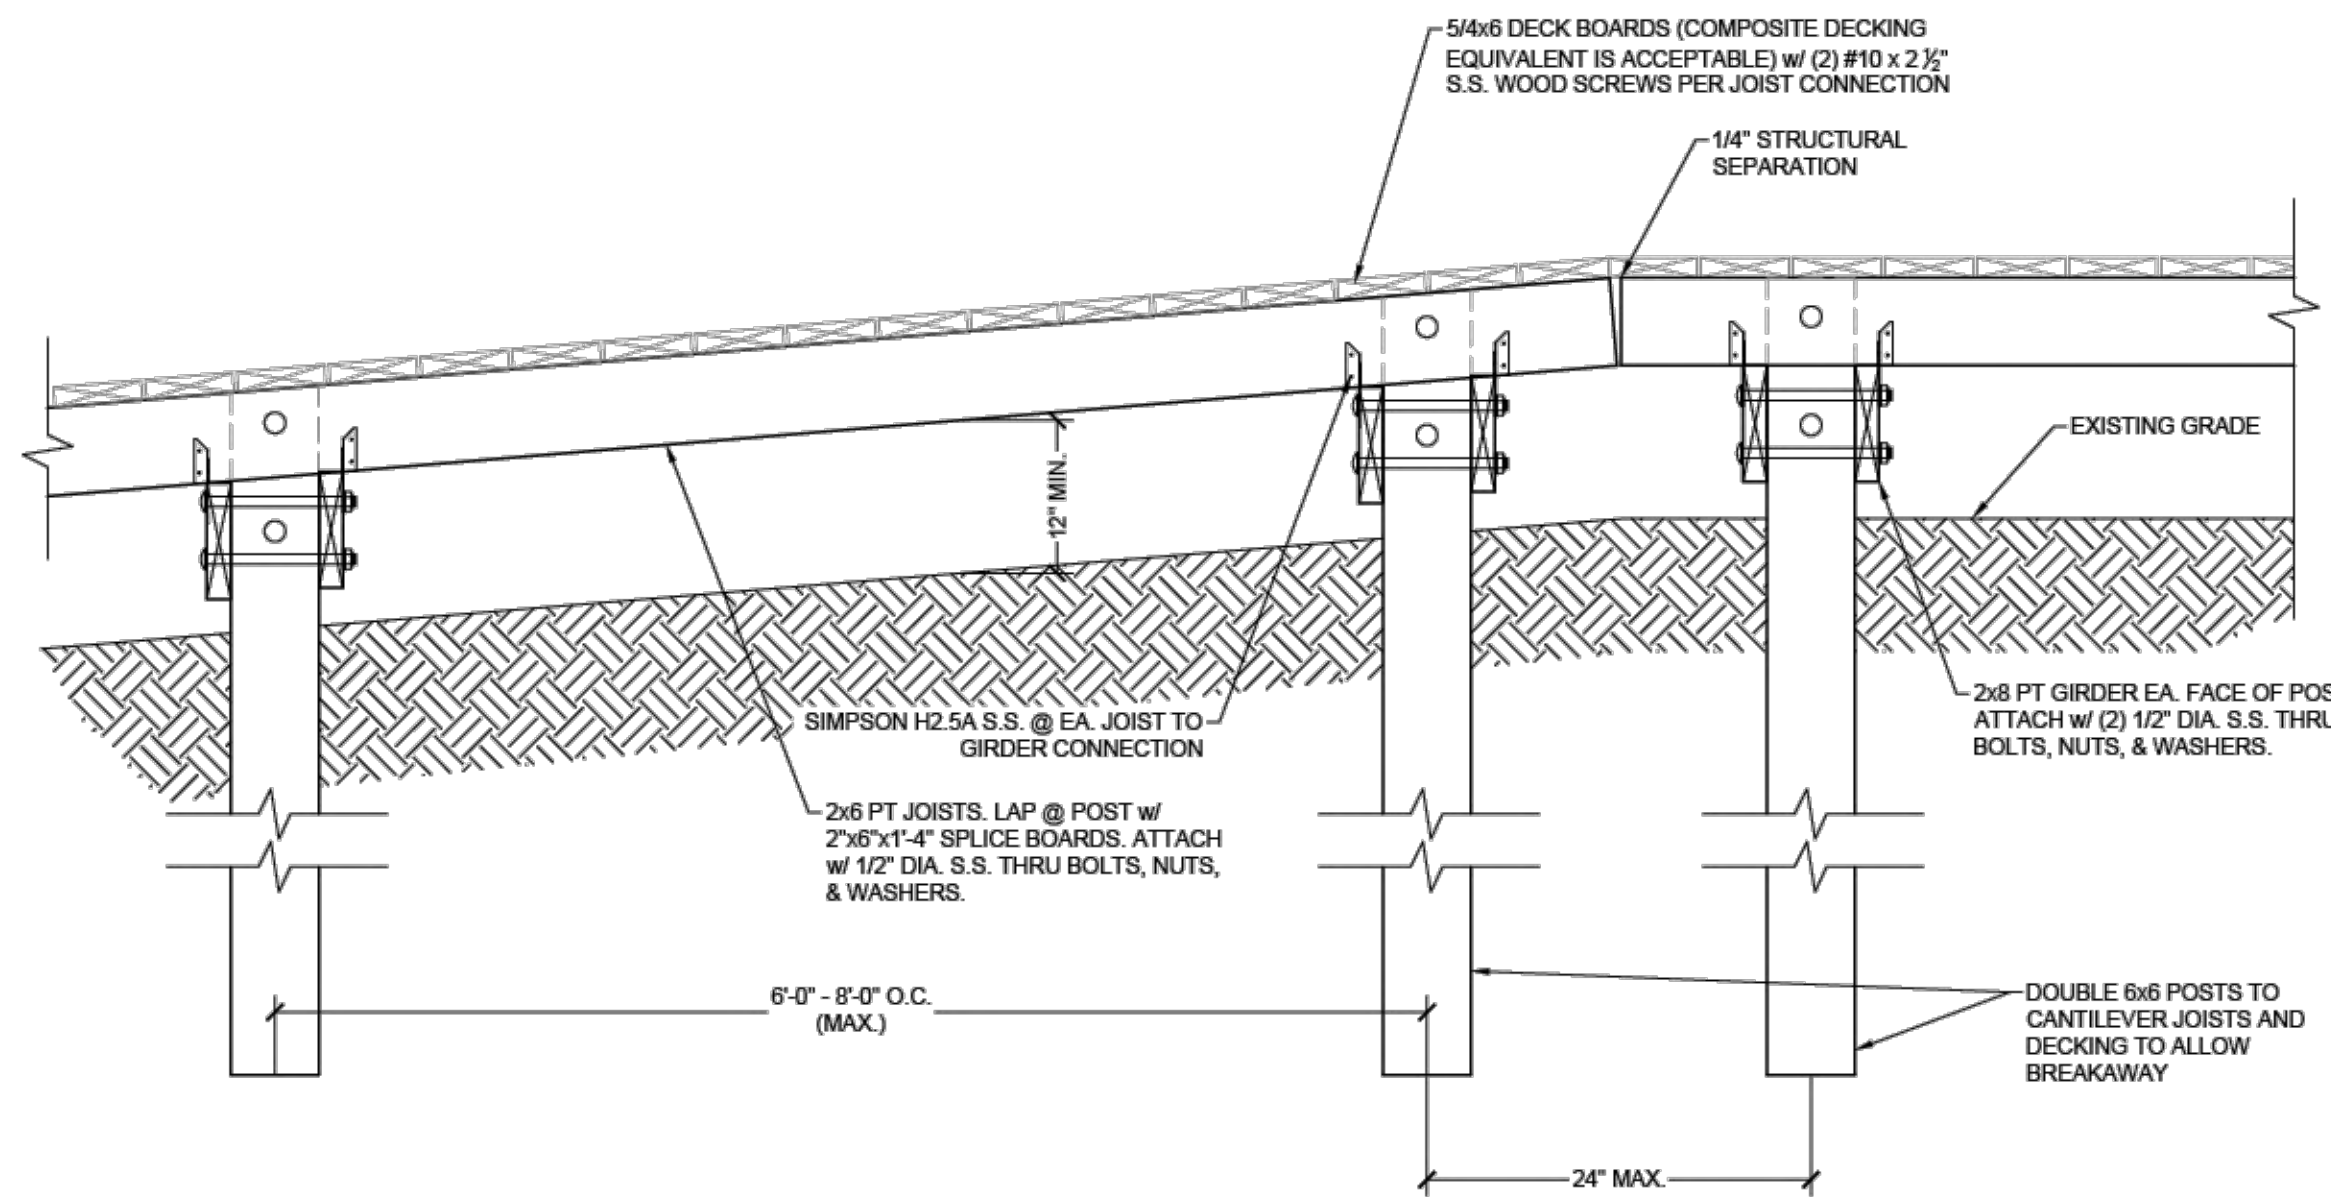 5/4x6 DECK BOARDS (COMPOSITE DECKING
EQUIVALENT IS ACCEPTABLE) w/ (2) #10 x 2 ½"
S.S. WOOD SCREWS PER JOIST CONNECTION
1/4" STRUCTURAL
SEPARATION
EXISTING GRADE
12" MIN.
2x8 PT GIRDER EA. FACE OF POS
ATTACH w/ (2) 1/2" DIA. S.S. THRU
BOLTS, NUTS, & WASHERS.
SIMPSON H2.5A S.S. @ EA. JOIST TO
GIRDER CONNECTION
2x6 PT JOISTS. LAP @ POST w/
2"x6"x1'-4" SPLICE BOARDS. ATTACH
w/ 1/2" DIA. S.S. THRU BOLTS, NUTS,
& WASHERS.
6'-0" - 8'-0" O.C.
(MAX.)
DOUBLE 6x6 POSTS TO
CANTILEVER JOISTS AND
DECKING TO ALLOW
BREAKAWAY
24" MAX.